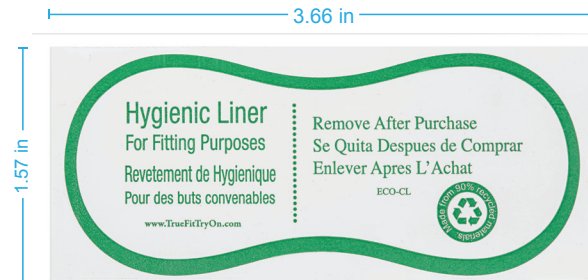 3.66 in
1.57 in
Hygienic Liner
For Fitting Purposes
Revetement de Hygienique
Pour des buts convenables
www.TrueFitTryOn.com
Remove After Purchase
Se Quita Despues de Comprar
Enlever Apres L'Achat
ECO-CL
Made from 90% recycled materials